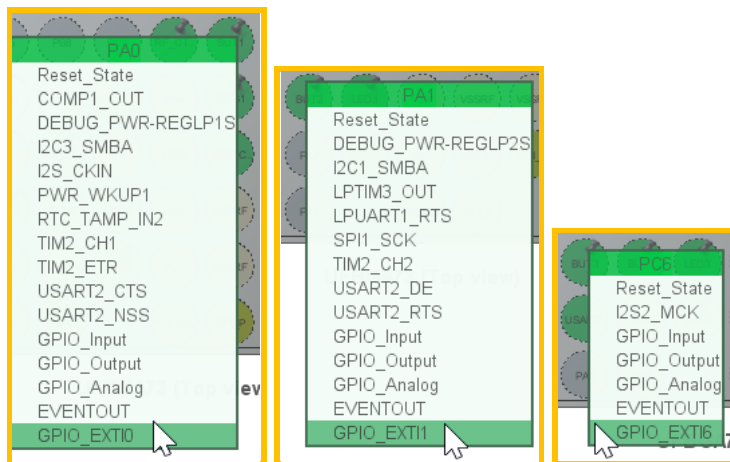 PA0
Reset_State
COMP1_OUT
DEBUG_PWR-REGLP1S
I2C3_SMBA
I2S_CKIN
PWR_WKUP1
RTC_TAMP_IN2
TIM2_CH1
TIM2_ETR
USART2_CTS
USART2_NSS
GPIO_Input
GPIO_Output
GPIO_Analog
EVENTOUT
GPIO_EXTI0
PA1
Reset_State
DEBUG_PWR-REGLP2S
I2C1_SMBA
LPTIM3_OUT
LPUART1_RTS
SPI1_SCK
TIM2_CH2
USART2_DE
USART2_RTS
GPIO_Input
GPIO_Output
GPIO_Analog
EVENTOUT
GPIO_EXTI1
PC6
Reset_State
I2S2_MCK
GPIO_Input
GPIO_Output
GPIO_Analog
EVENTOUT
GPIO_EXTI6